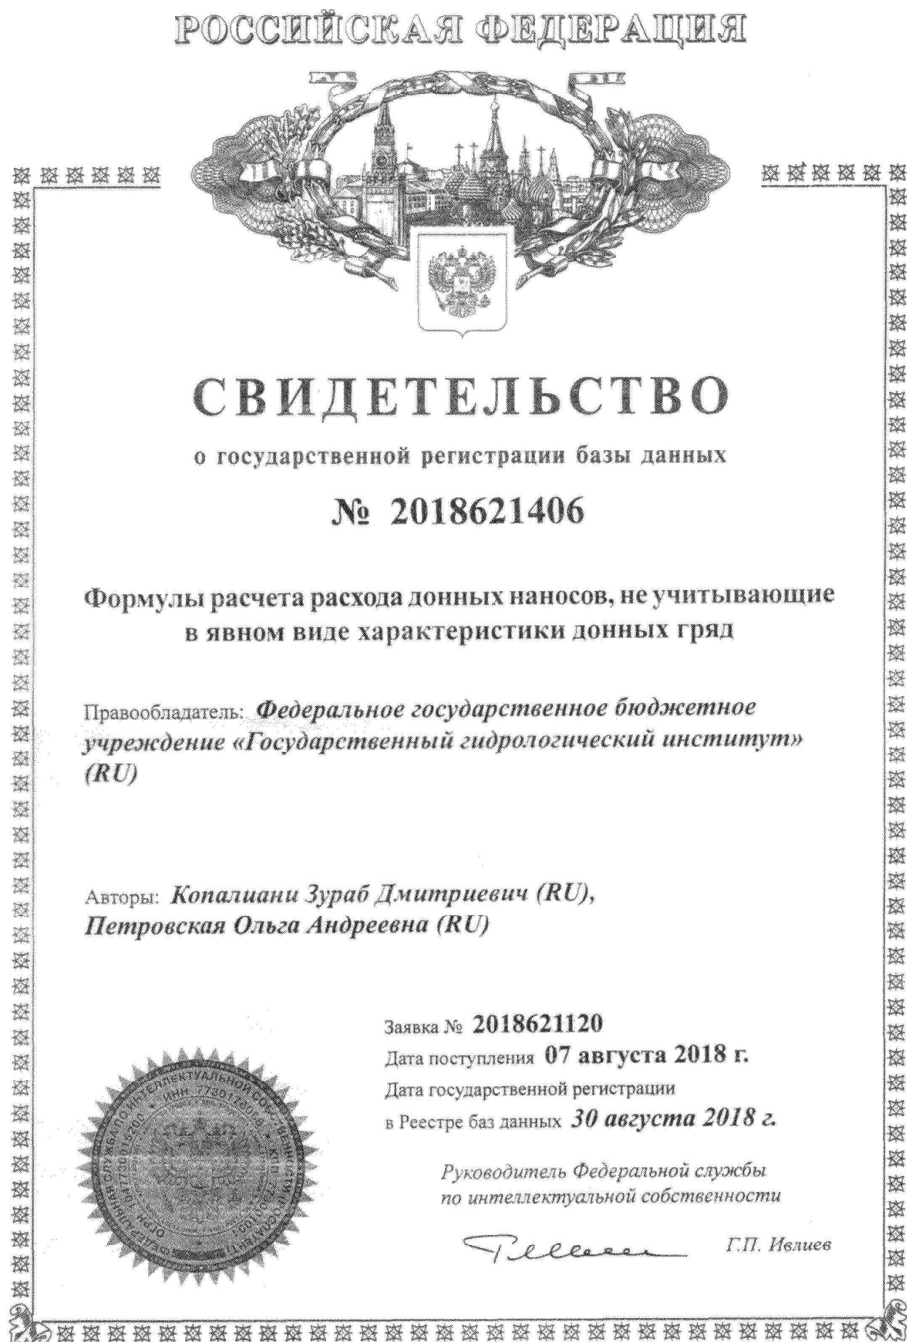 РОССИЙСКАЯ ФЕДЕРАЦИЯ
СВИДЕТЕЛЬСТВО
о государственной регистрации базы данных
№ 2018621406
Формулы расчета расхода донных наносов, не учитывающие
в явном виде характеристики донных гряд
Правообладатель: Федеральное государственное бюджетное
учреждение «Государственный гидрологический институт»
(RU)
Авторы: Копалиани Зураб Дмитриевич (RU),
Петровская Ольга Андреевна (RU)
Заявка № 2018621120
Дата поступления 07 августа 2018 г.
Дата государственной регистрации
в Реестре баз данных 30 августа 2018 г.
Руководитель Федеральной службы
по интеллектуальной собственности
Г.П. Ивлиев